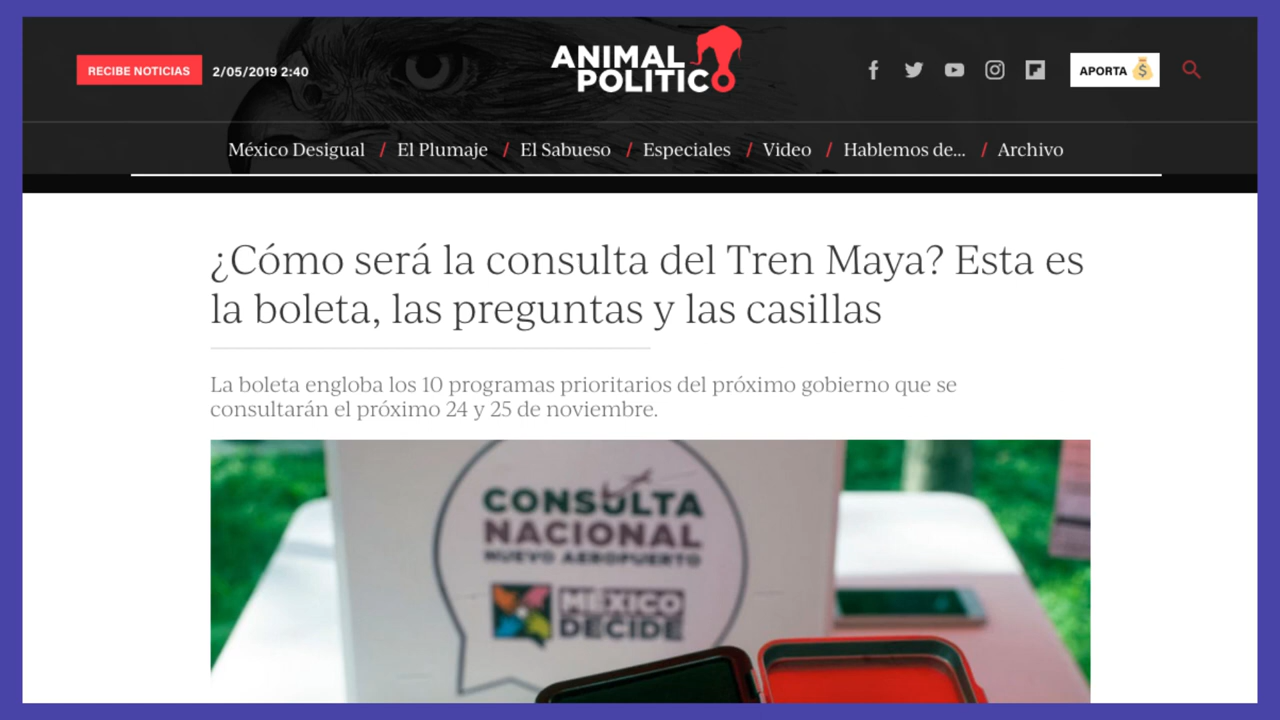 RECIBE NOTICIAS
2/05/2019 2:40
ANIMAL
POLITICO
APORTA
México Desigual / El Plumaje / El Sabueso / Especiales / Video / Hablemos de... / Archivo
¿Cómo será la consulta del Tren Maya? Esta es
la boleta, las preguntas y las casillas
La boleta engloba los 10 programas prioritarios del próximo gobierno que se
consultarán el próximo 24 y 25 de noviembre.
CONSULTA
NACIONAL
NUEVO AEROPUERTO
MÉXICO
DECIDE